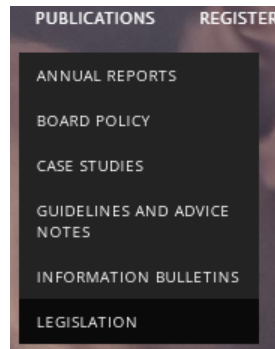 PUBLICATIONS REGISTER
ANNUAL REPORTS
BOARD POLICY
CASE STUDIES
GUIDELINES AND ADVICE
NOTES
INFORMATION BULLETINS
LEGISLATION